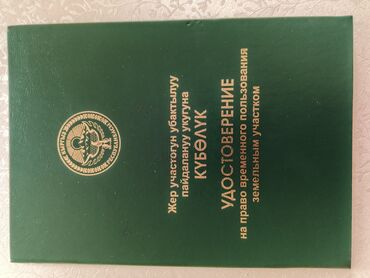 Жер участогун убактылуу
пайдалануу укугуна
КҮБӨЛҮК
УДОСТОВЕРЕНИЕ
на право временного пользования
земельным участком